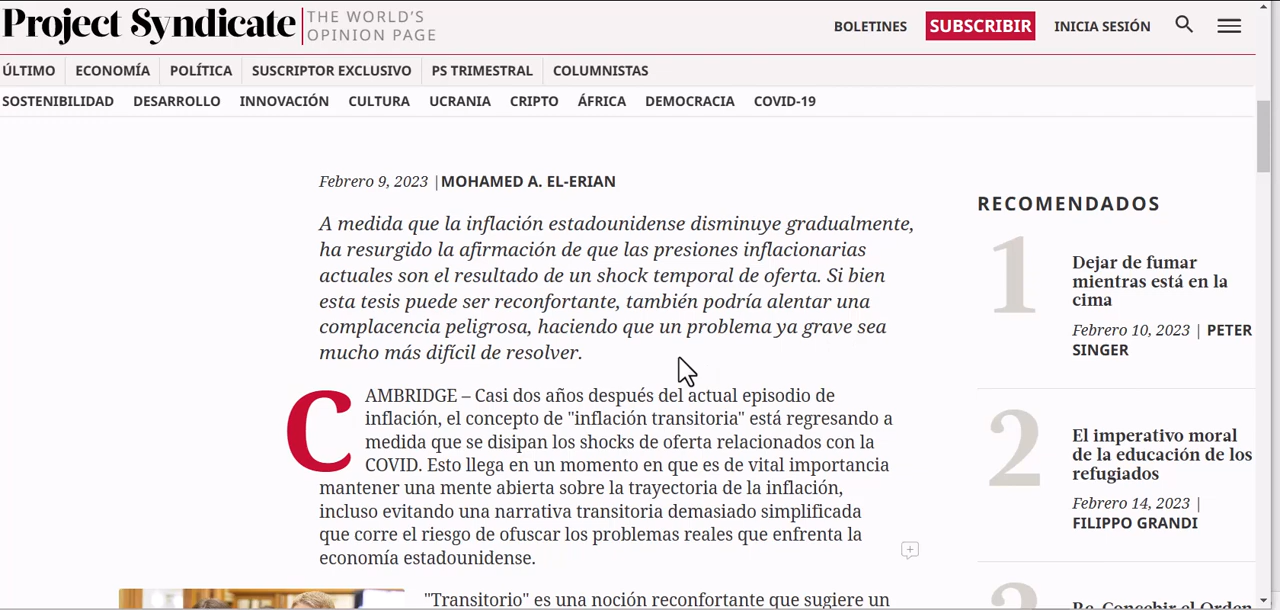 Project Syndicate
THE WORLD'S
OPINION PAGE
BOLETINES
SUBSCRIBIR
INICIA SESIÓN
ÚLTIMO
ECONOMÍA
POLÍTICA
SUSCRIPTOR EXCLUSIVO
PS TRIMESTRAL
COLUMNISTAS
SOSTENIBILIDAD
DESARROLLO
INNOVACIÓN
CULTURA
UCRANIA
CRIPTO
ÁFRICA
DEMOCRACIA
COVID-19
Febrero 9, 2023 |MOHAMED A. EL-ERIAN
A medida que la inflación estadounidense disminuye gradualmente,
ha resurgido la afirmación de que las presiones inflacionarias
actuales son el resultado de un shock temporal de oferta. Si bien
esta tesis puede ser reconfortante, también podría alentar una
complacencia peligrosa, haciendo que un problema ya grave sea
mucho más difícil de resolver.
CAMBRIDGE – Casi dos años después del actual episodio de
inflación, el concepto de "inflación transitoria" está regresando a
medida que se disipan los shocks de oferta relacionados con la
COVID. Esto llega en un momento en que es de vital importancia
mantener una mente abierta sobre la trayectoria de la inflación,
incluso evitando una narrativa transitoria demasiado simplificada
que corre el riesgo de ofuscar los problemas reales que enfrenta la
economía estadounidense.
"Transitorio" es una noción reconfortante que sugiere un
RECOMENDADOS
1
Dejar de fumar
mientras está en la
cima
Febrero 10, 2023 | PETER
SINGER
2
El imperativo moral
de la educación de los
refugiados
Febrero 14, 2023 |
FILIPPO GRANDI
3
Re-Concebir el Orden